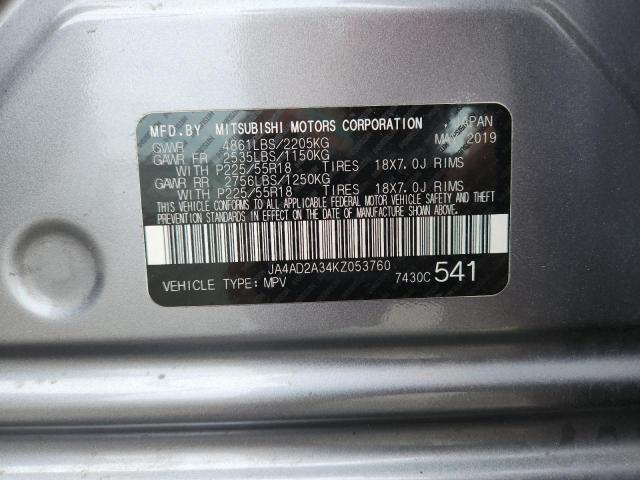 MFD.BY MITSUBISHI MOTORS CORPORATION JAPAN
GVWR 4861LBS/2205KG MAY 2019
GAWR FR 2535LBS/1150KG
WITH P225/55R18 TIRES 18X7.0J RIMS
GAWR RR 2756LBS/1250KG
WITH P225/55R18 TIRES 18X7.0J RIMS
THIS VEHICLE CONFORMS TO ALL APPLICABLE FEDERAL MOTOR VEHICLE SAFETY AND THEFT
PREVENTION STANDARDS IN EFFECT ON THE DATE OF MANUFACTURE SHOWN ABOVE.
JA4AD2A34KZ053760
VEHICLE TYPE: MPV 7430C 541